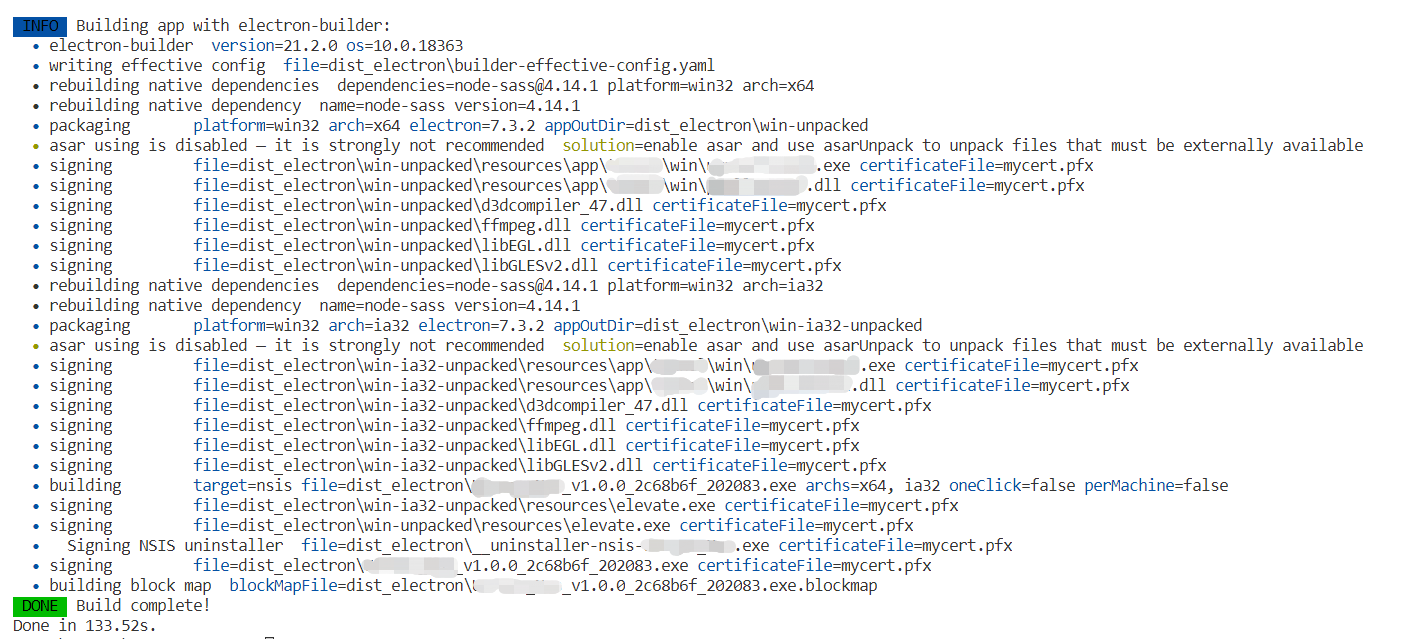 INFO Building app with electron-builder:
• electron-builder version=21.2.0 os=10.0.18363
• writing effective config file=dist_electron\builder-effective-config.yaml
• rebuilding native dependencies dependencies=node-sass@4.14.1 platform=win32 arch=x64
• rebuilding native dependency name=node-sass version=4.14.1
• packaging platform=win32 arch=x64 electron=7.3.2 appOutDir=dist_electron\win-unpacked
• asar using is disabled — it is strongly not recommended solution=enable asar and use asarUnpack to unpack files that must be externally available
• signing file=dist_electron\win-unpacked\resources\app\ \win\ .exe certificateFile=mycert.pfx
• signing file=dist_electron\win-unpacked\resources\app\ \win\ .dll certificateFile=mycert.pfx
• signing file=dist_electron\win-unpacked\d3dcompiler_47.dll certificateFile=mycert.pfx
• signing file=dist_electron\win-unpacked\ffmpeg.dll certificateFile=mycert.pfx
• signing file=dist_electron\win-unpacked\libEGL.dll certificateFile=mycert.pfx
• signing file=dist_electron\win-unpacked\libGLESv2.dll certificateFile=mycert.pfx
• rebuilding native dependencies dependencies=node-sass@4.14.1 platform=win32 arch=ia32
• rebuilding native dependency name=node-sass version=4.14.1
• packaging platform=win32 arch=ia32 electron=7.3.2 appOutDir=dist_electron\win-ia32-unpacked
• asar using is disabled — it is strongly not recommended solution=enable asar and use asarUnpack to unpack files that must be externally available
• signing file=dist_electron\win-ia32-unpacked\resources\app\ \win\ .exe certificateFile=mycert.pfx
• signing file=dist_electron\win-ia32-unpacked\resources\app\ \win\ .dll certificateFile=mycert.pfx
• signing file=dist_electron\win-ia32-unpacked\d3dcompiler_47.dll certificateFile=mycert.pfx
• signing file=dist_electron\win-ia32-unpacked\ffmpeg.dll certificateFile=mycert.pfx
• signing file=dist_electron\win-ia32-unpacked\libEGL.dll certificateFile=mycert.pfx
• signing file=dist_electron\win-ia32-unpacked\libGLESv2.dll certificateFile=mycert.pfx
• building target=nsis file=dist_electron\ _v1.0.0_2c68b6f_202083.exe archs=x64, ia32 oneClick=false perMachine=false
• signing file=dist_electron\win-ia32-unpacked\resources\elevate.exe certificateFile=mycert.pfx
• signing file=dist_electron\win-unpacked\resources\elevate.exe certificateFile=mycert.pfx
• Signing NSIS uninstaller file=dist_electron\__uninstaller-nsis- .exe certificateFile=mycert.pfx
• signing file=dist_electron\ _v1.0.0_2c68b6f_202083.exe certificateFile=mycert.pfx
• building block map blockMapFile=dist_electron\ _v1.0.0_2c68b6f_202083.exe.blockmap
DONE Build complete!
Done in 133.52s.